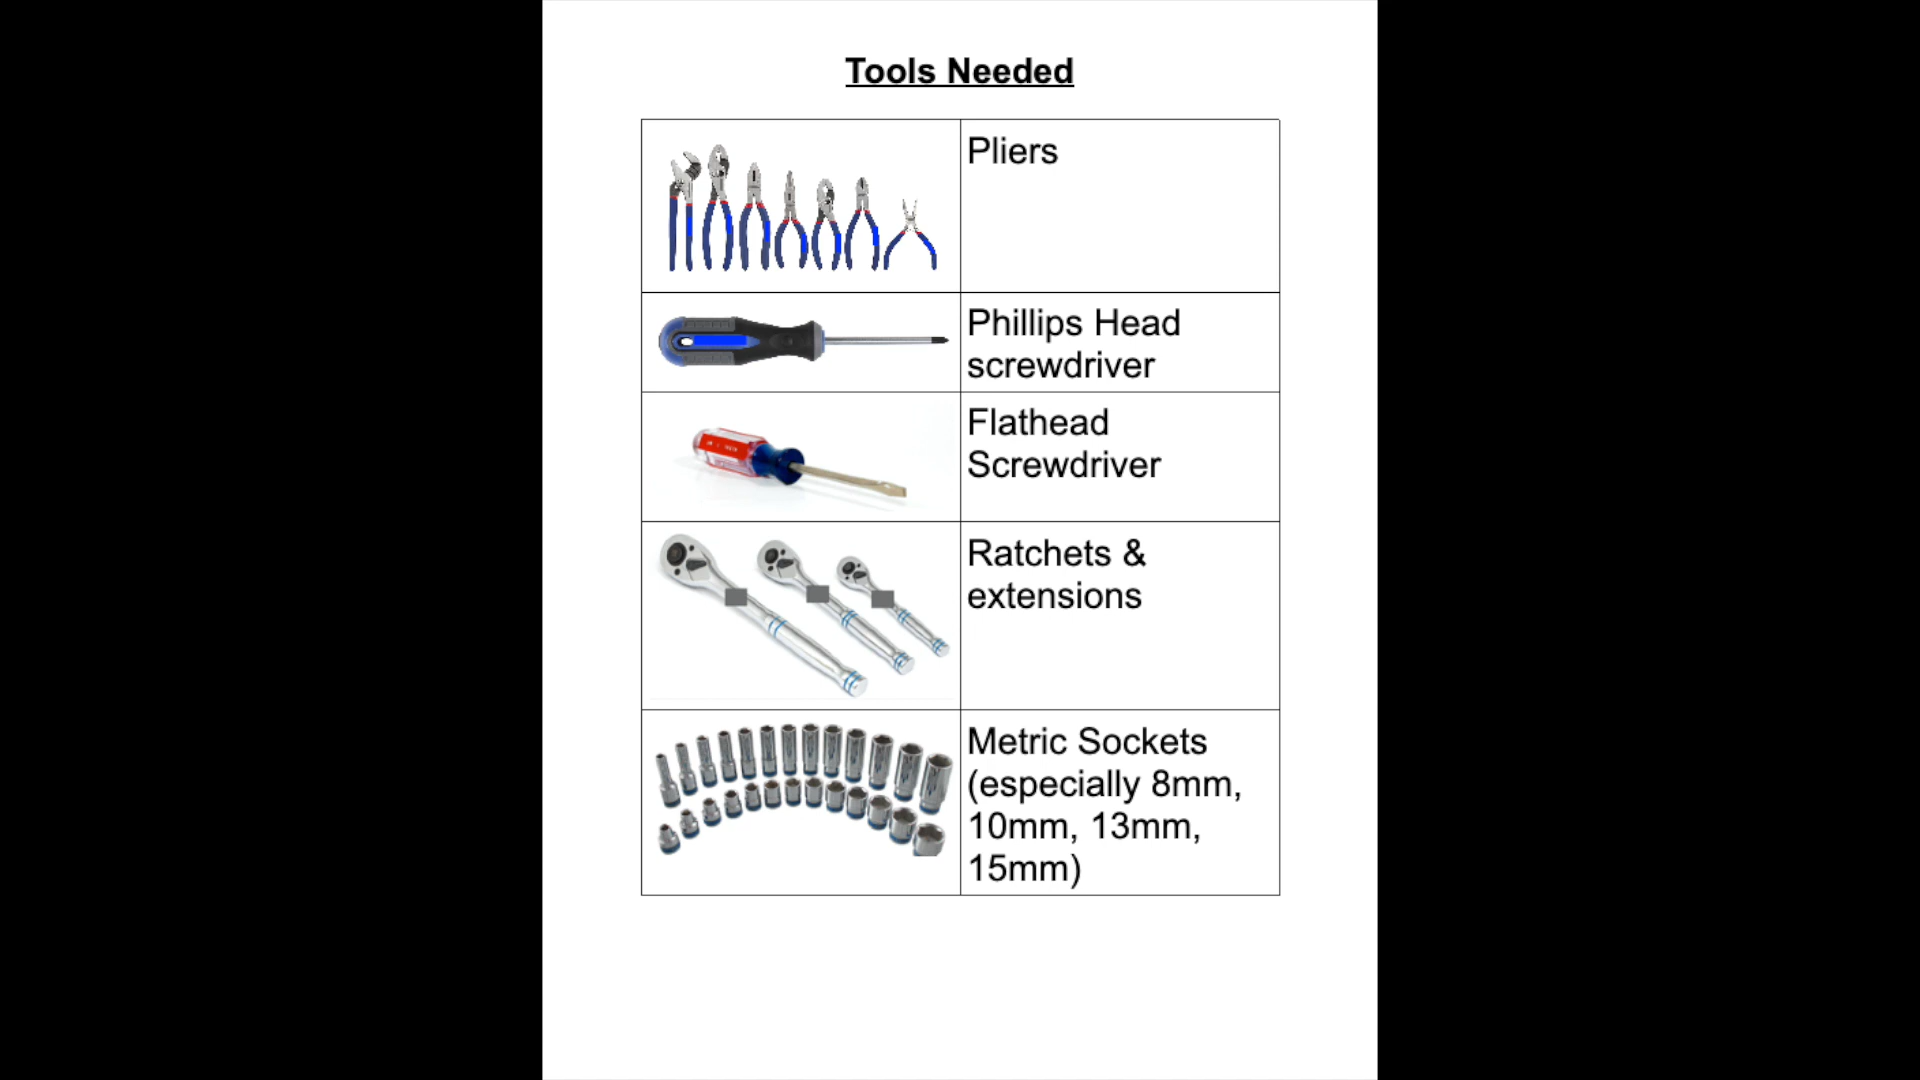 Tools Needed
Pliers
Phillips Head
screwdriver
Flathead
Screwdriver
Ratchets &
extensions
Metric Sockets
(especially 8mm,
10mm, 13mm,
15mm)